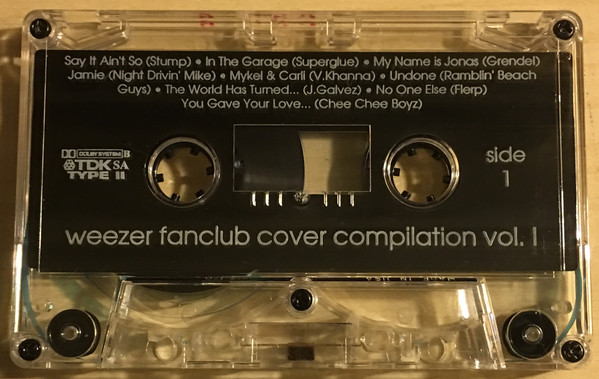 Say It Ain't So (Stump) • In The Garage (Superglue) • My Name is Jonas (Grendel)
Jamie (Night Drivin' Mike) • Mykel & Carli (V.Khanna) • Undone (Ramblin' Beach
Guys) • The World Has Turned... (J.Galvez) • No One Else (Flerp)
You Gave Your Love... (Chee Chee Boyz)
DOLBY SYSTEM B
TDK SA
TYPE II
side
1
weezer fanclub cover compilation vol. I